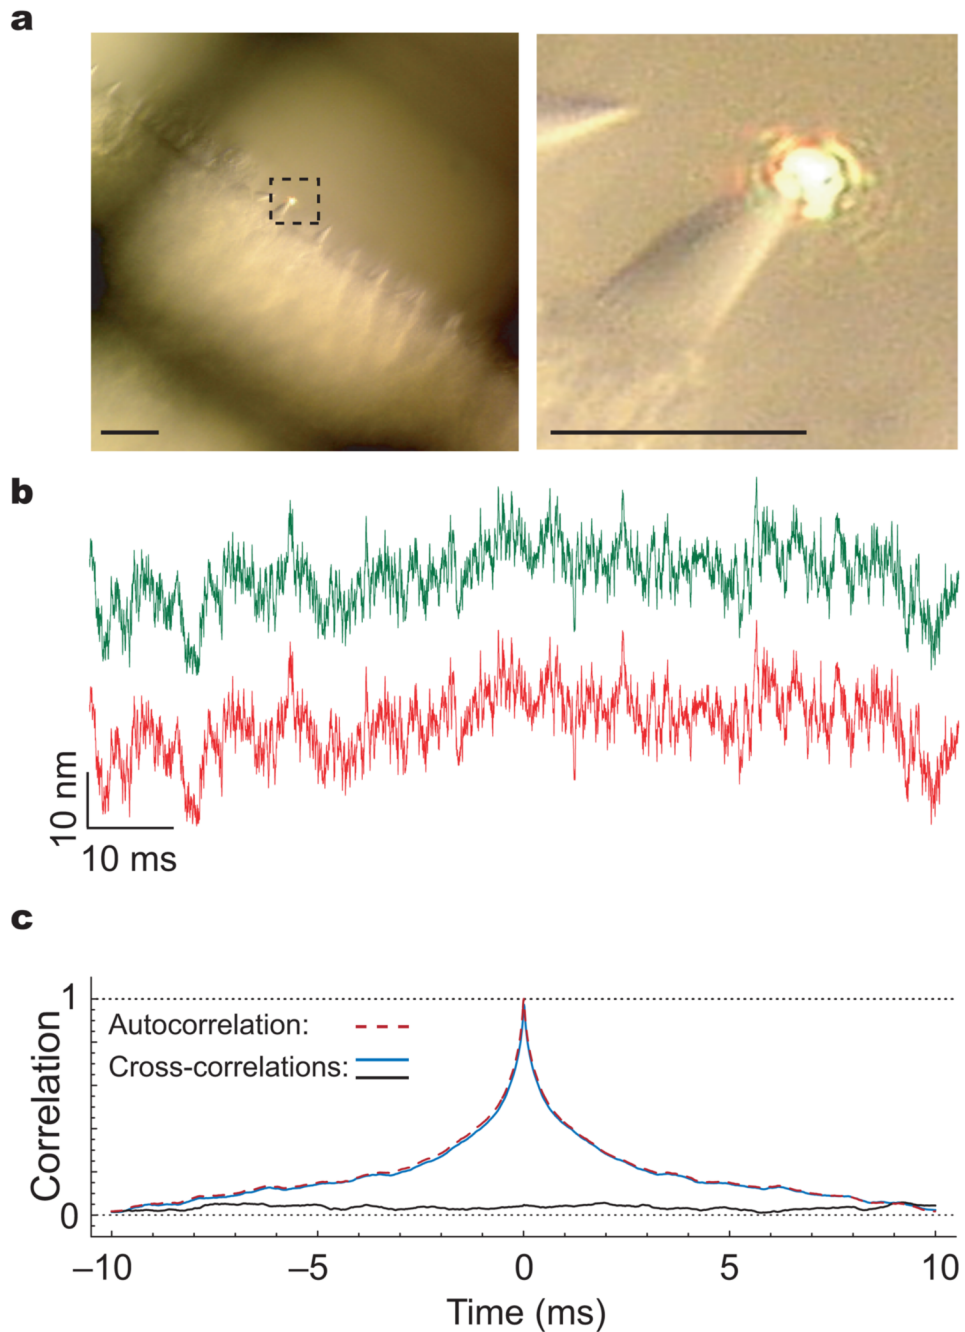 a
b
10 nm
10 ms
c
Correlation
1
0
Autocorrelation:
Cross-correlations:
–10
–5
0
5
10
Time (ms)